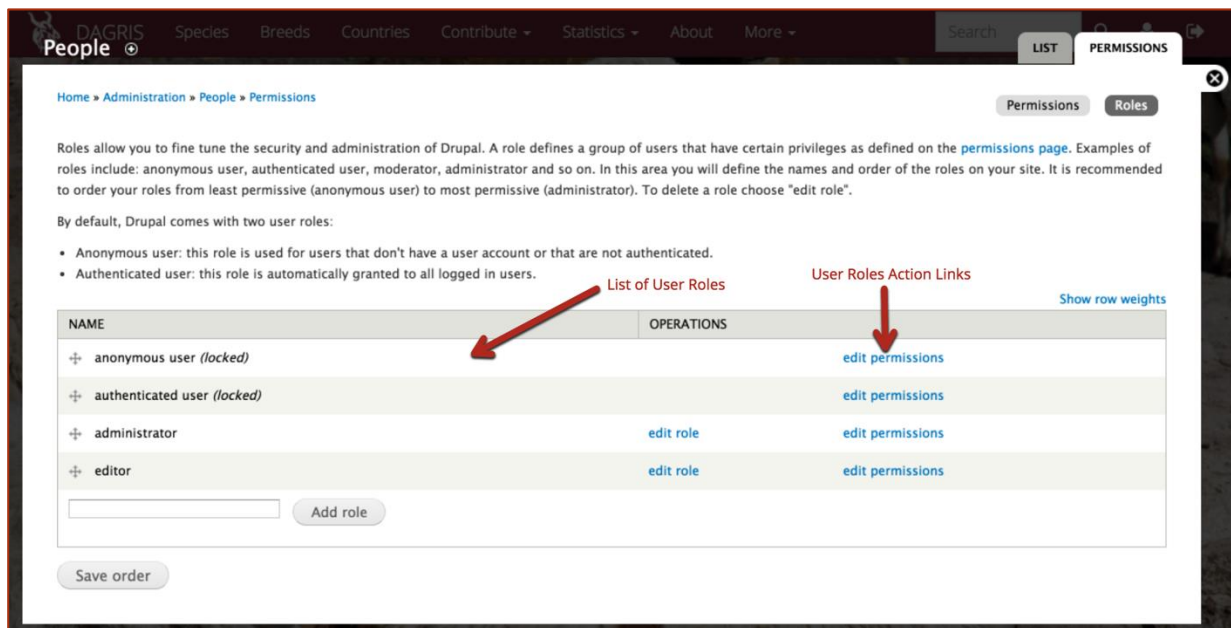 DAGRIS Species Breeds Countries Contribute Statistics About More Search
People
LIST PERMISSIONS
Home » Administration » People » Permissions
Permissions Roles
Roles allow you to fine tune the security and administration of Drupal. A role defines a group of users that have certain privileges as defined on the permissions page. Examples of
roles include: anonymous user, authenticated user, moderator, administrator and so on. In this area you will define the names and order of the roles on your site. It is recommended
to order your roles from least permissive (anonymous user) to most permissive (administrator). To delete a role choose "edit role".
By default, Drupal comes with two user roles:
• Anonymous user: this role is used for users that don't have a user account or that are not authenticated.
• Authenticated user: this role is automatically granted to all logged in users.
List of User Roles
User Roles Action Links
Show row weights
NAME OPERATIONS
anonymous user (locked) edit permissions
authenticated user (locked) edit permissions
administrator edit role edit permissions
editor edit role edit permissions
Add role
Save order